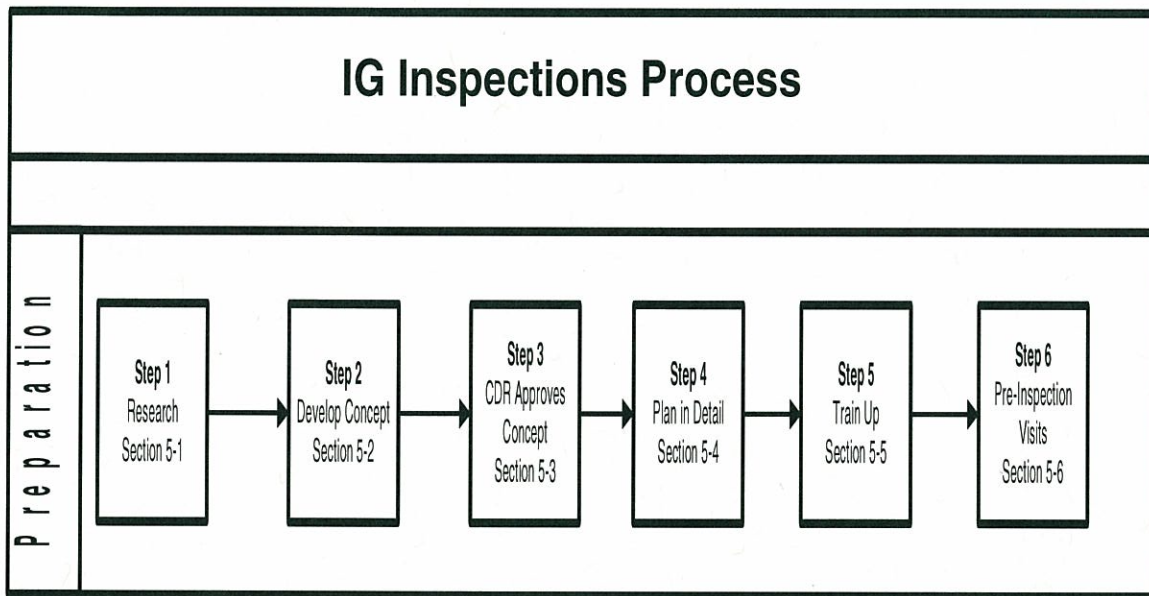 IG Inspections Process
Preparation
Step 1
Research
Section 5-1
Step 2
Develop Concept
Section 5-2
Step 3
CDR Approves
Concept
Section 5-3
Step 4
Plan in Detail
Section 5-4
Step 5
Train Up
Section 5-5
Step 6
Pre-Inspection
Visits
Section 5-6